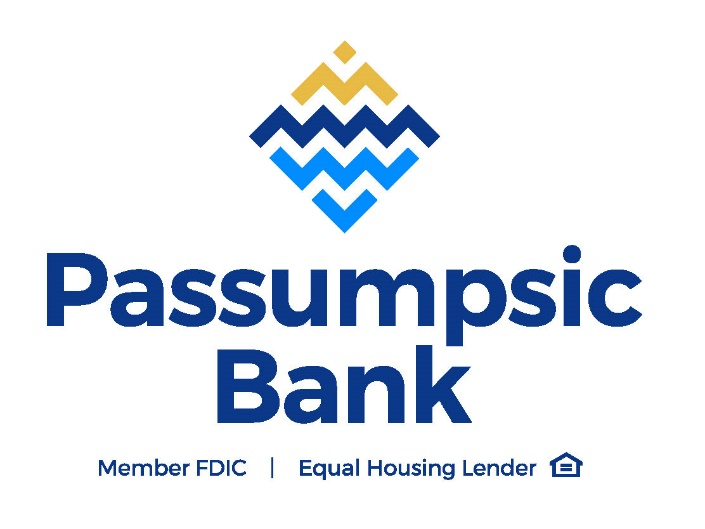 Passumpsic
Bank
Member FDIC | Equal Housing Lender